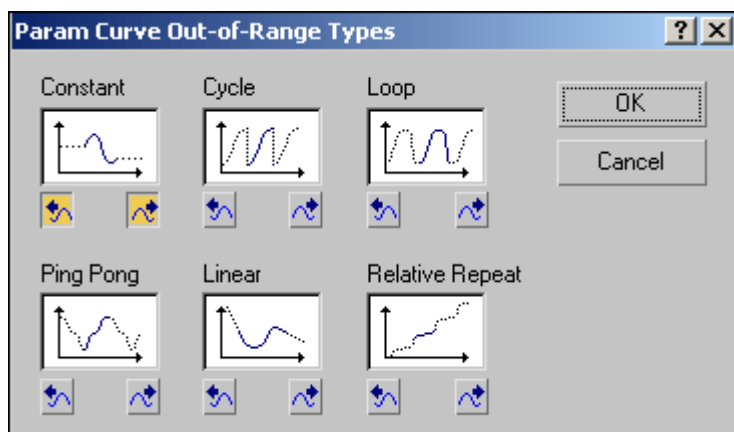 Param Curve Out-of-Range Types
Constant Cycle Loop
OK
Cancel
Ping Pong Linear Relative Repeat